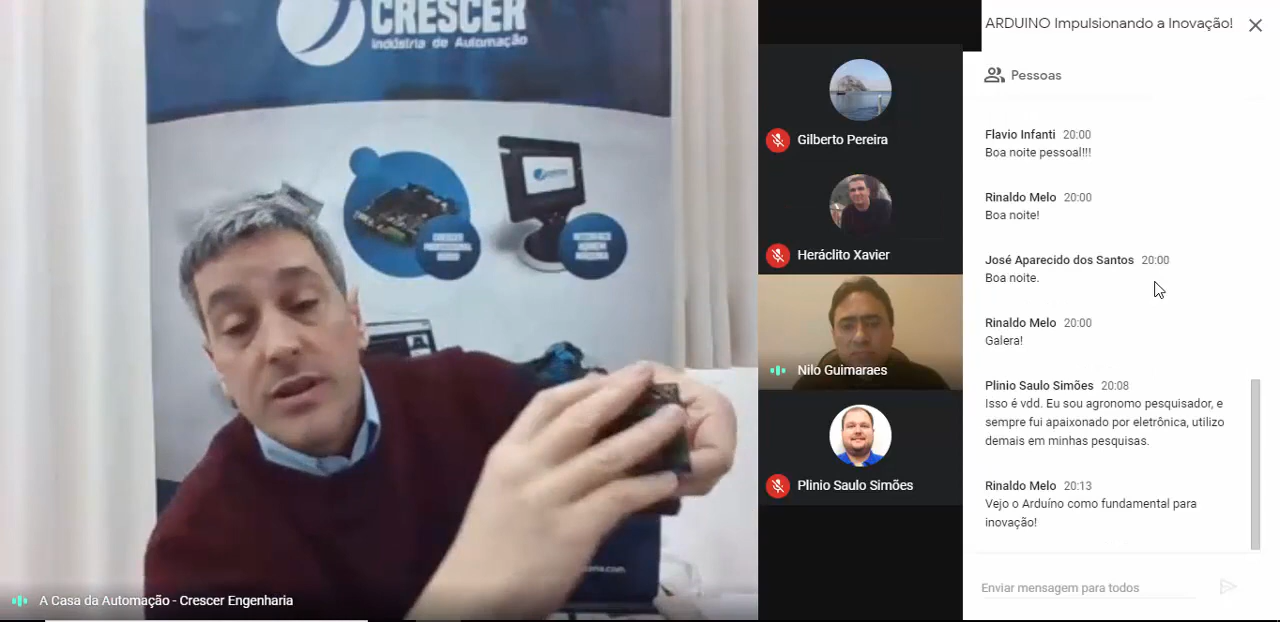 CRESCER
Indústria de Automação
A Casa da Automação - Crescer Engenharia
Gilberto Pereira
Heráclito Xavier
Nilo Guimaraes
Plinio Saulo Simões
ARDUINO Impulsionando a Inovação!
Pessoas
Flavio Infanti 20:00
Boa noite pessoal!!!
Rinaldo Melo 20:00
Boa noite!
José Aparecido dos Santos 20:00
Boa noite.
Rinaldo Melo 20:00
Galera!
Plinio Saulo Simões 20:08
Isso é vdd. Eu sou agronomo pesquisador, e
sempre fui apaixonado por eletrônica, utilizo
demais em minhas pesquisas.
Rinaldo Melo 20:13
Vejo o Arduíno como fundamental para
inovação!
Enviar mensagem para todos